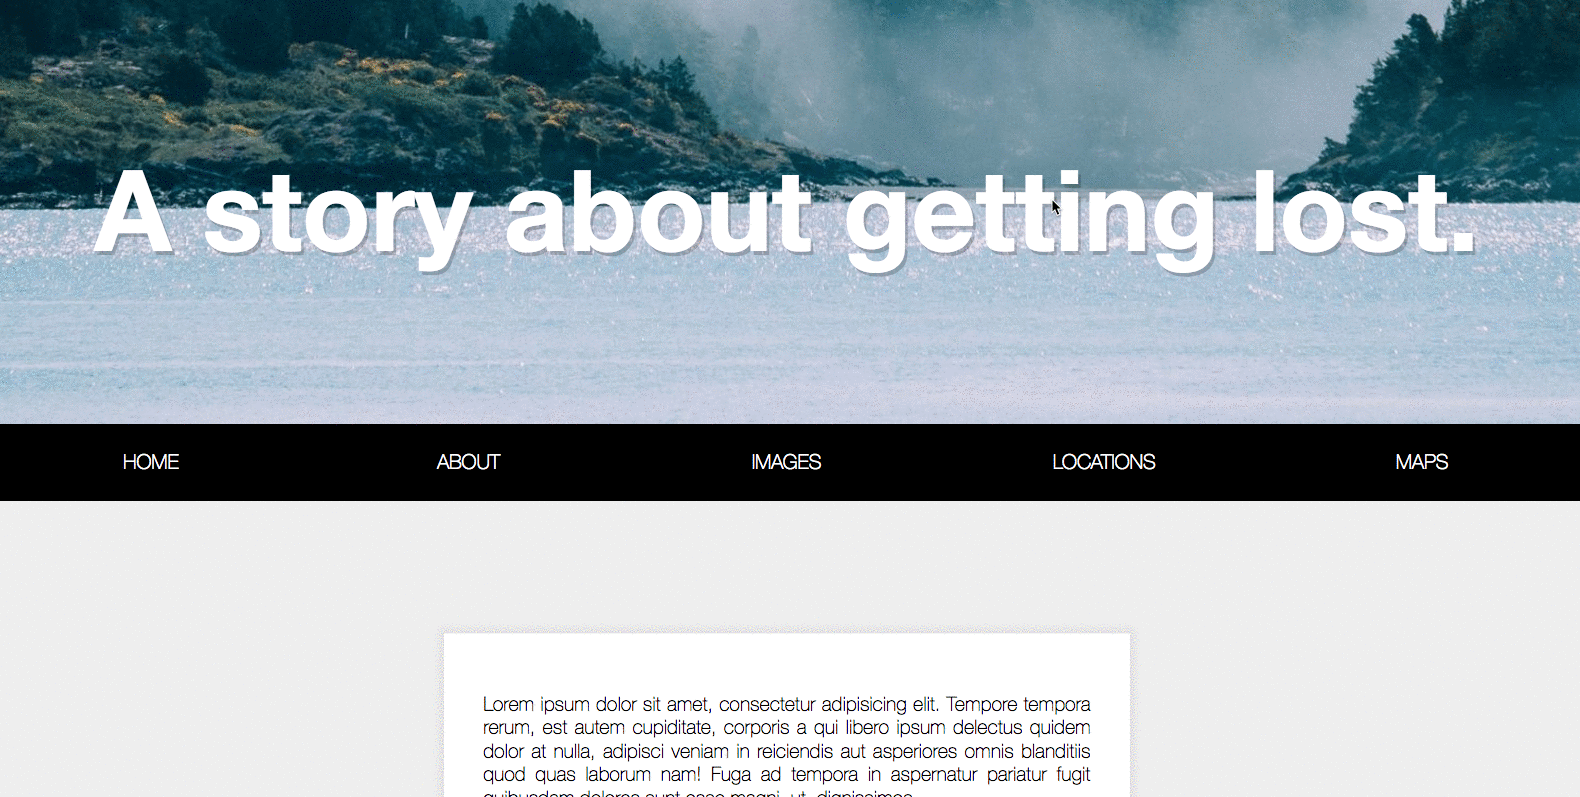 A story about getting lost.
HOME ABOUT IMAGES LOCATIONS MAPS
Lorem ipsum dolor sit amet, consectetur adipisicing elit. Tempore tempora
rerum, est autem cupiditate, corporis a qui libero ipsum delectus quidem
dolor at nulla, adipisci veniam in reiciendis aut asperiores omnis blanditiis
quod quas laborum nam! Fuga ad tempora in aspernatur pariatur fugit